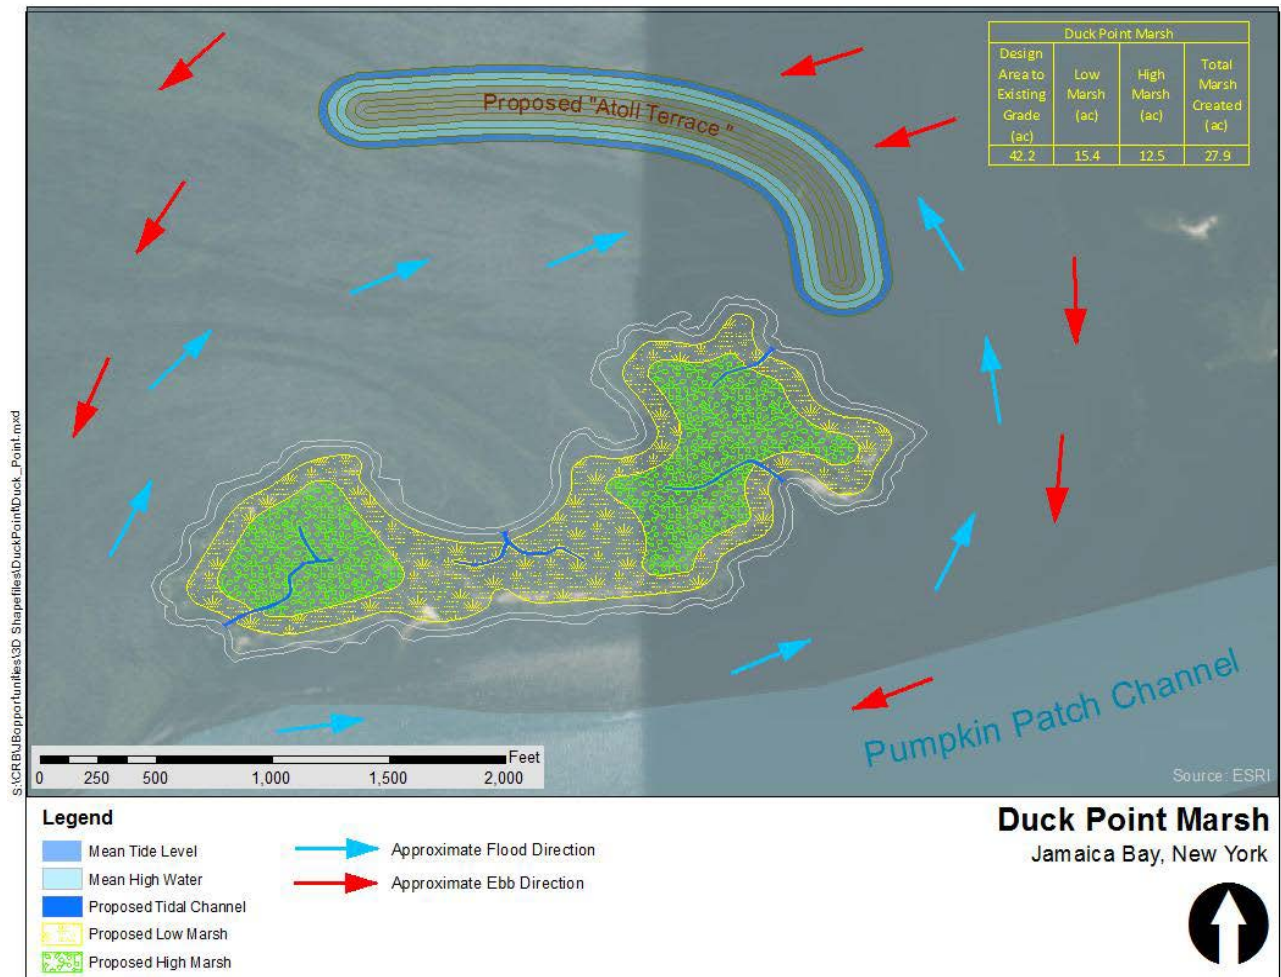 Duck Point Marsh
Design
Area to
Existing
Grade
(ac)
Low
Marsh
(ac)
High
Marsh
(ac)
Total
Marsh
Created
(ac)
42.2 15.4 12.5 27.9
Proposed "Atoll Terrace "
Pumpkin Patch Channel
Source: ESRI
Feet
0 250 500 1,000 1,500 2,000
S:\CRB\JBopportunities\3D Shapefiles\DuckPoint\Duck_Point.mxd
Legend
Mean Tide Level
Mean High Water
Proposed Tidal Channel
Proposed Low Marsh
Proposed High Marsh
Approximate Flood Direction
Approximate Ebb Direction
Duck Point Marsh
Jamaica Bay, New York